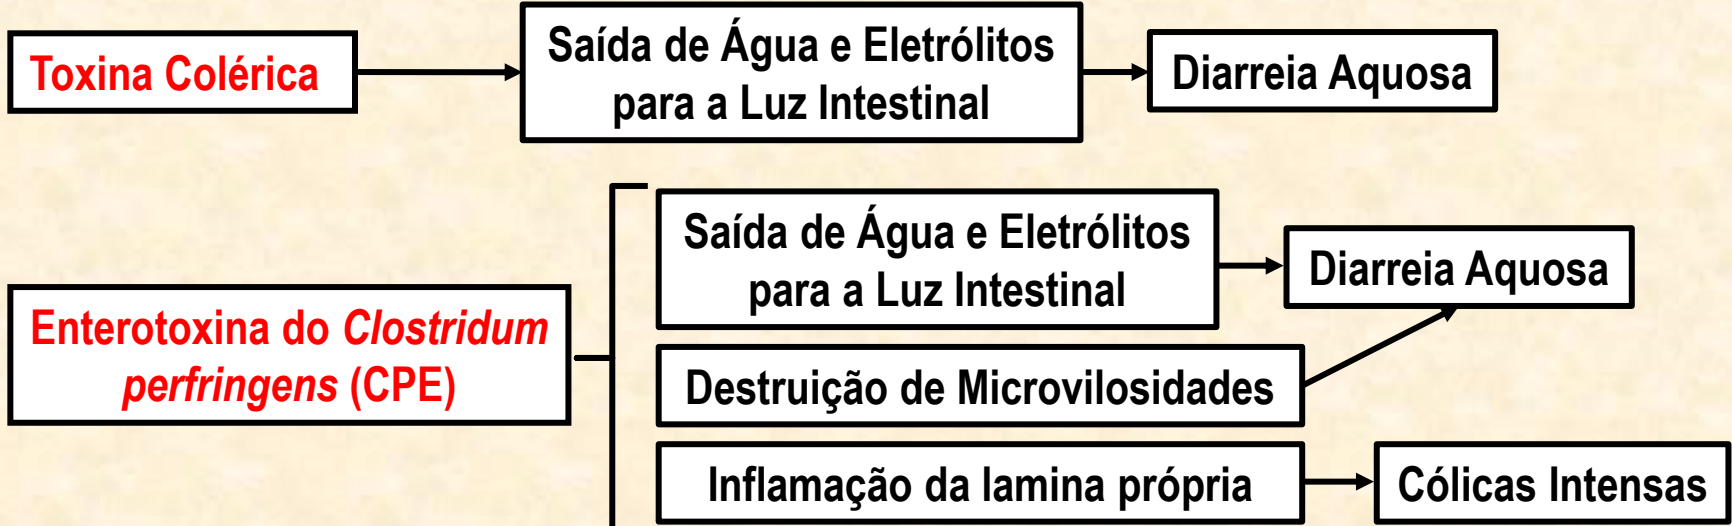 Toxina Colérica
Saída de Água e Eletrólitos
para a Luz Intestinal
Diarreia Aquosa
Enterotoxina do Clostridum
perfringens (CPE)
Saída de Água e Eletrólitos
para a Luz Intestinal
Diarreia Aquosa
Destruição de Microvilosidades
Inflamação da lamina própria
Cólicas Intensas